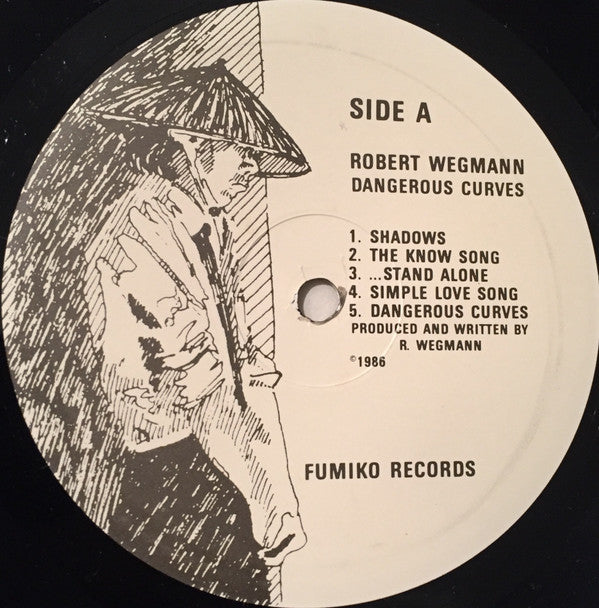 SIDE A
ROBERT WEGMANN
DANGEROUS CURVES
1. SHADOWS
2. THE KNOW SONG
3. ...STAND ALONE
4. SIMPLE LOVE SONG
5. DANGEROUS CURVES
PRODUCED AND WRITTEN BY
R. WEGMANN
©1986
FUMIKO RECORDS